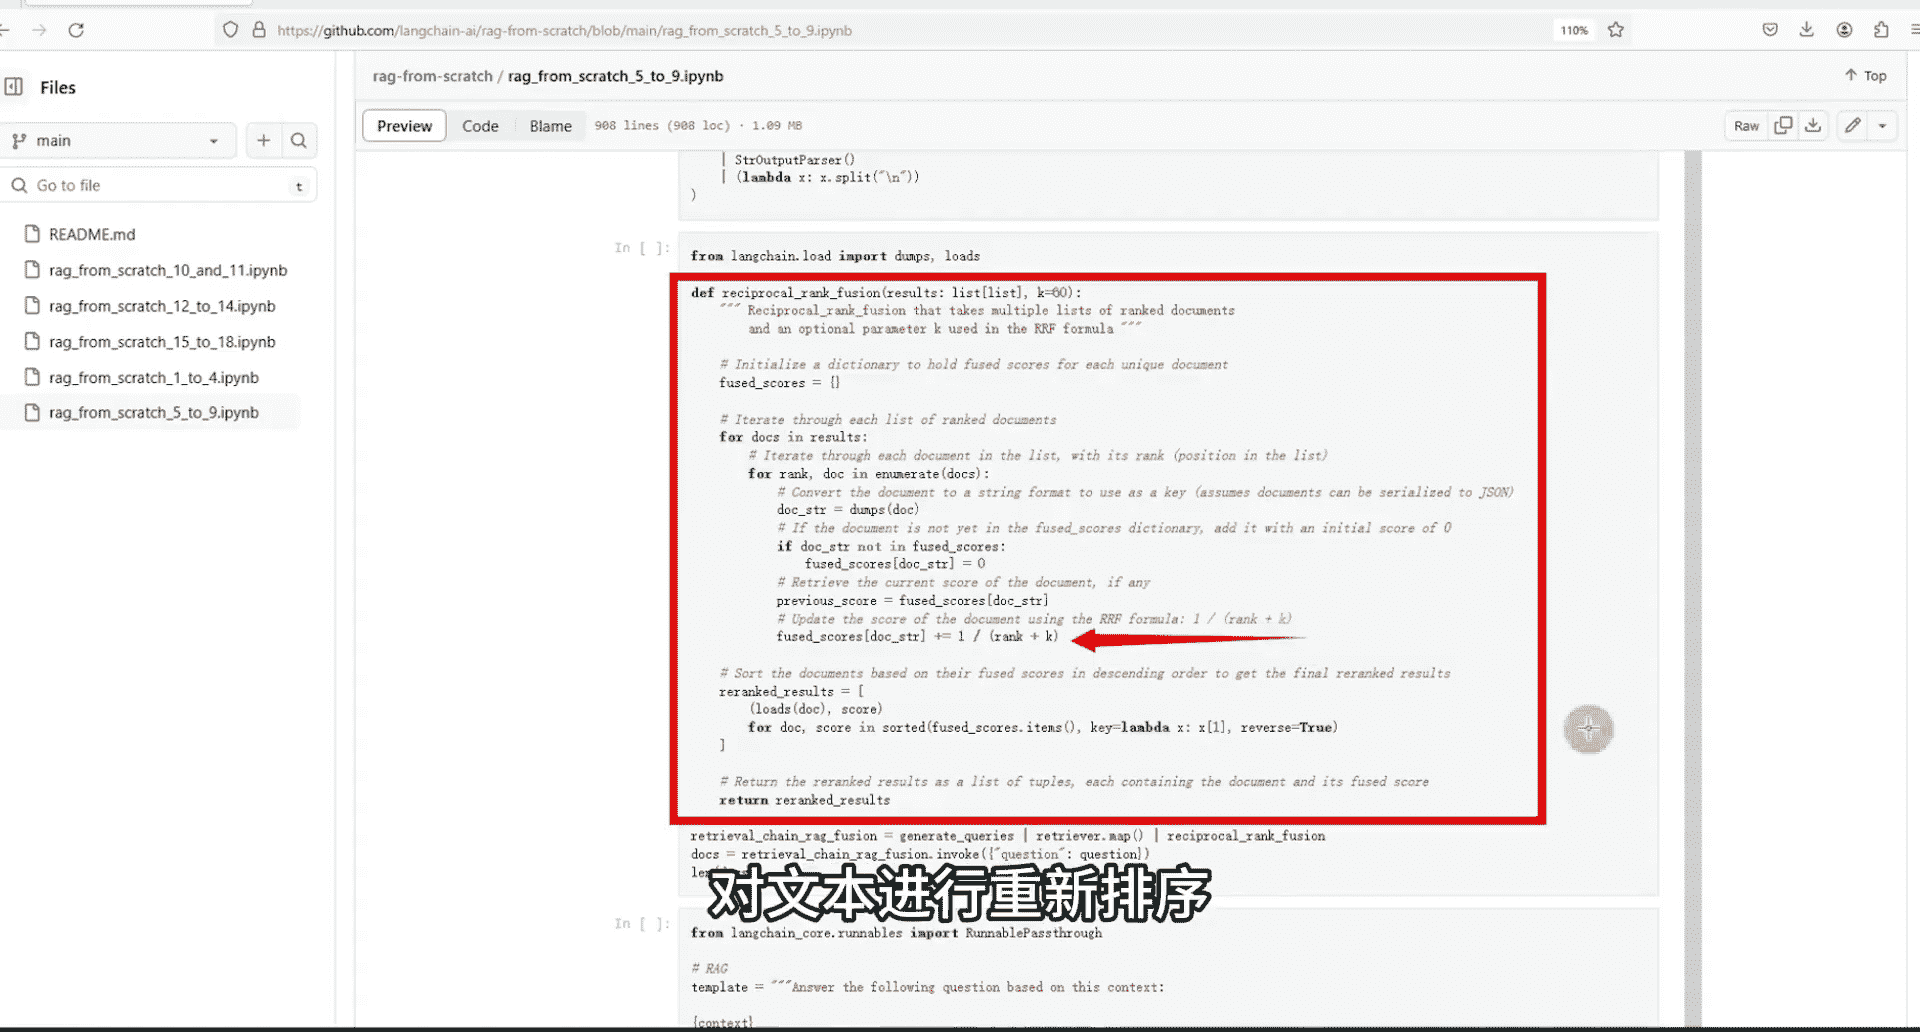 https://github.com/langchain-ai/rag-from-scratch/blob/main/rag_from_scratch_5_to_9.ipynb
110%
Files
main
Go to file
t
README.md
rag_from_scratch_10_and_11.ipynb
rag_from_scratch_12_to_14.ipynb
rag_from_scratch_15_to_18.ipynb
rag_from_scratch_1_to_4.ipynb
rag_from_scratch_5_to_9.ipynb
rag-from-scratch / rag_from_scratch_5_to_9.ipynb
Top
Preview
Code
Blame
908 lines (908 loc) · 1.09 MB
Raw
| StrOutputParser()
| (lambda x: x.split("\n"))
)
In [ ]:
from langchain.load import dumps, loads
def reciprocal_rank_fusion(results: list[list], k=60):
""" Reciprocal_rank_fusion that takes multiple lists of ranked documents
and an optional parameter k used in the RRF formula """
# Initialize a dictionary to hold fused scores for each unique document
fused_scores = {}
# Iterate through each list of ranked documents
for docs in results:
# Iterate through each document in the list, with its rank (position in the list)
for rank, doc in enumerate(docs):
# Convert the document to a string format to use as a key (assumes documents can be serialized to JSON)
doc_str = dumps(doc)
# If the document is not yet in the fused_scores dictionary, add it with an initial score of 0
if doc_str not in fused_scores:
fused_scores[doc_str] = 0
# Retrieve the current score of the document, if any
previous_score = fused_scores[doc_str]
# Update the score of the document using the RRF formula: 1 / (rank + k)
fused_scores[doc_str] += 1 / (rank + k)
# Sort the documents based on their fused scores in descending order to get the final reranked results
reranked_results = [
(loads(doc), score)
for doc, score in sorted(fused_scores.items(), key=lambda x: x[1], reverse=True)
]
# Return the reranked results as a list of tuples, each containing the document and its fused score
return reranked_results
retrieval_chain_rag_fusion = generate_queries | retriever.map() | reciprocal_rank_fusion
docs = retrieval_chain_rag_fusion.invoke({"question": question})
对文本进行重新排序
In [ ]:
from langchain_core.runnables import RunnablePassthrough
# RAG
template = """Answer the following question based on this context:
{context}